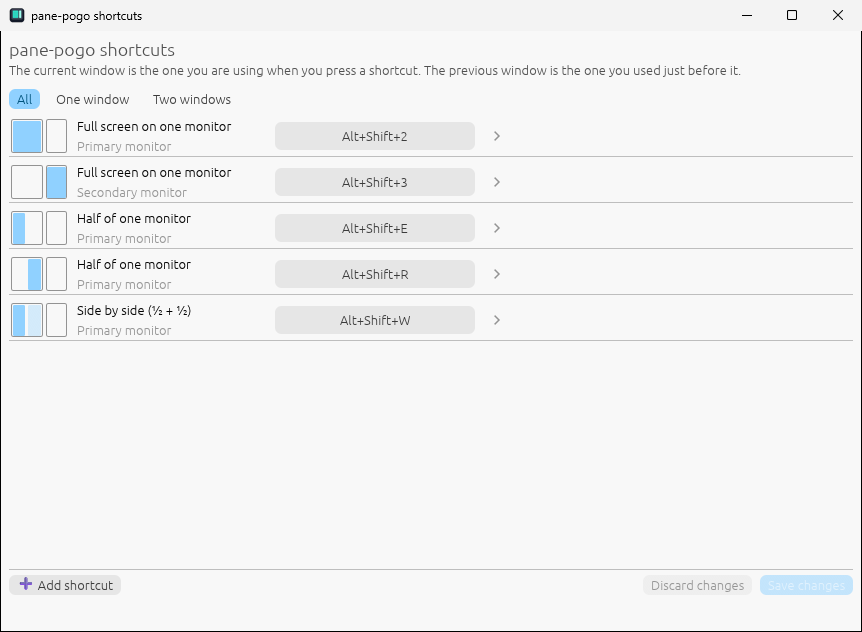 pane-pogo shortcuts
pane-pogo shortcuts
The current window is the one you are using when you press a shortcut. The previous window is the one you used just before it.
All One window Two windows
Full screen on one monitor
Primary monitor
Alt+Shift+2
Full screen on one monitor
Secondary monitor
Alt+Shift+3
Half of one monitor
Primary monitor
Alt+Shift+E
Half of one monitor
Primary monitor
Alt+Shift+R
Side by side (½ + ½)
Primary monitor
Alt+Shift+W
Add shortcut Discard changes Save changes